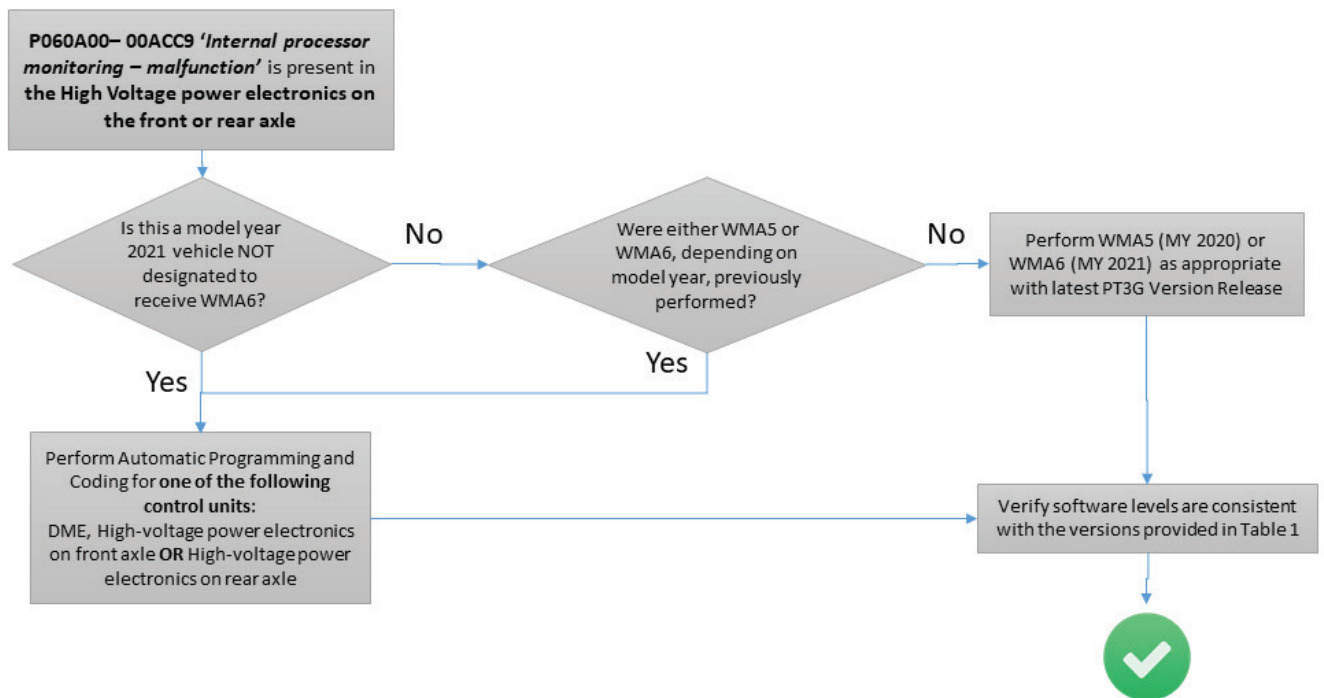 P060A00– 00ACC9 ‘Internal processor
monitoring – malfunction’ is present in
the High Voltage power electronics on
the front or rear axle
Is this a model year
2021 vehicle NOT
designated to
receive WMA6?
No
Were either WMA5 or
WMA6, depending on
model year, previously
performed?
No
Perform WMA5 (MY 2020) or
WMA6 (MY 2021) as appropriate
with latest PT3G Version Release
Yes
Yes
Perform Automatic Programming and
Coding for one of the following
control units:
DME, High-voltage power electronics
on front axle OR High-voltage power
electronics on rear axle
Verify software levels are consistent
with the versions provided in Table 1